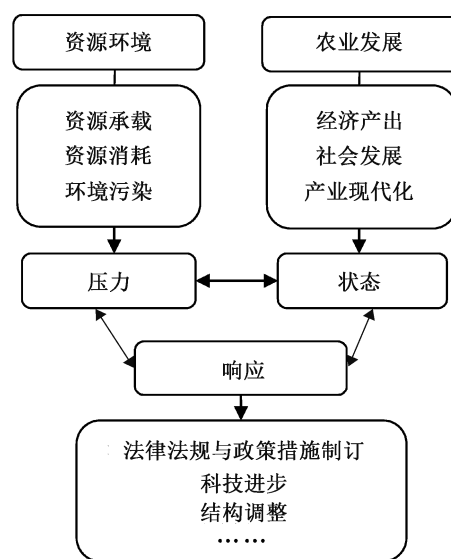 资源环境
农业发展
资源承载
资源消耗
环境污染
经济产出
社会发展
产业现代化
压力
状态
响应
法律法规与政策措施制订
科技进步
结构调整
……